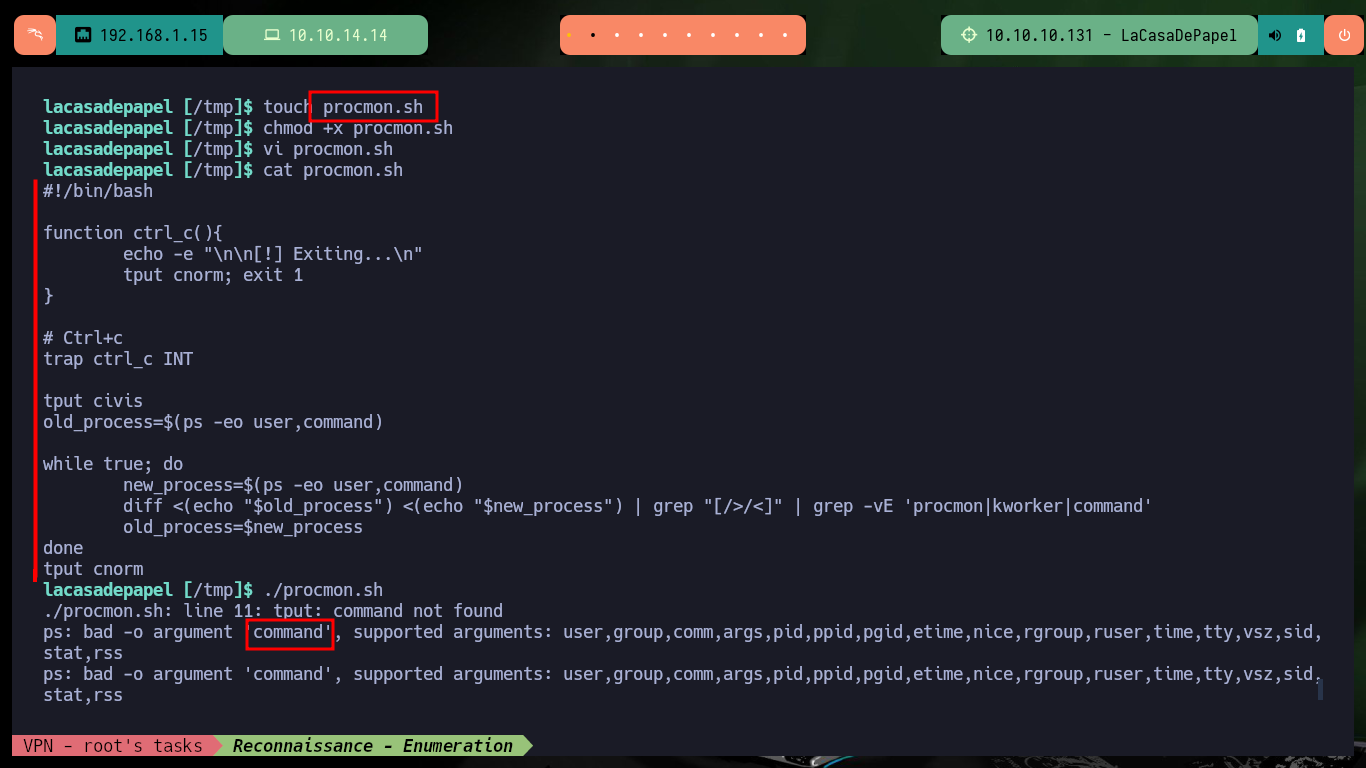 192.168.1.15
10.10.14.14
10.10.10.131 - LaCasaDePapel
lacasadepapel [/tmp]$ touch procmon.sh
lacasadepapel [/tmp]$ chmod +x procmon.sh
lacasadepapel [/tmp]$ vi procmon.sh
lacasadepapel [/tmp]$ cat procmon.sh
#!/bin/bash
function ctrl_c(){
        echo -e "\n\n[!] Exiting...\n"
        tput cnorm; exit 1
}
# Ctrl+c
trap ctrl_c INT
tput civis
old_process=$(ps -eo user,command)
while true; do
        new_process=$(ps -eo user,command)
        diff <(echo "$old_process") <(echo "$new_process") | grep "[/>/<]" | grep -vE 'procmon|kworker|command'
        old_process=$new_process
done
tput cnorm
lacasadepapel [/tmp]$ ./procmon.sh
./procmon.sh: line 11: tput: command not found
ps: bad -o argument 'command', supported arguments: user,group,comm,args,pid,ppid,pgid,etime,nice,rgroup,ruser,time,tty,vsz,sid,
stat,rss
ps: bad -o argument 'command', supported arguments: user,group,comm,args,pid,ppid,pgid,etime,nice,rgroup,ruser,time,tty,vsz,sid,
stat,rss
VPN - root's tasks
Reconnaissance - Enumeration